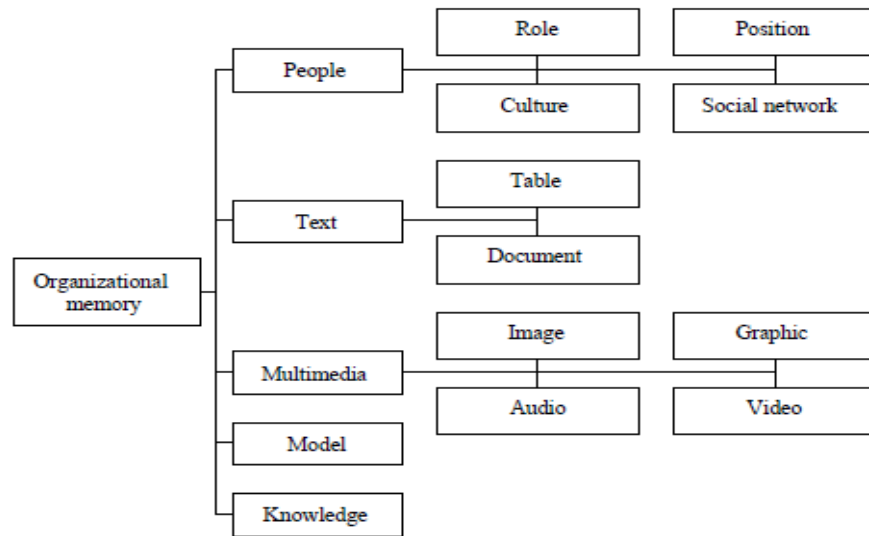 Role
Position
People
Culture
Social network
Table
Text
Document
Organizational
memory
Image
Graphic
Multimedia
Audio
Video
Model
Knowledge